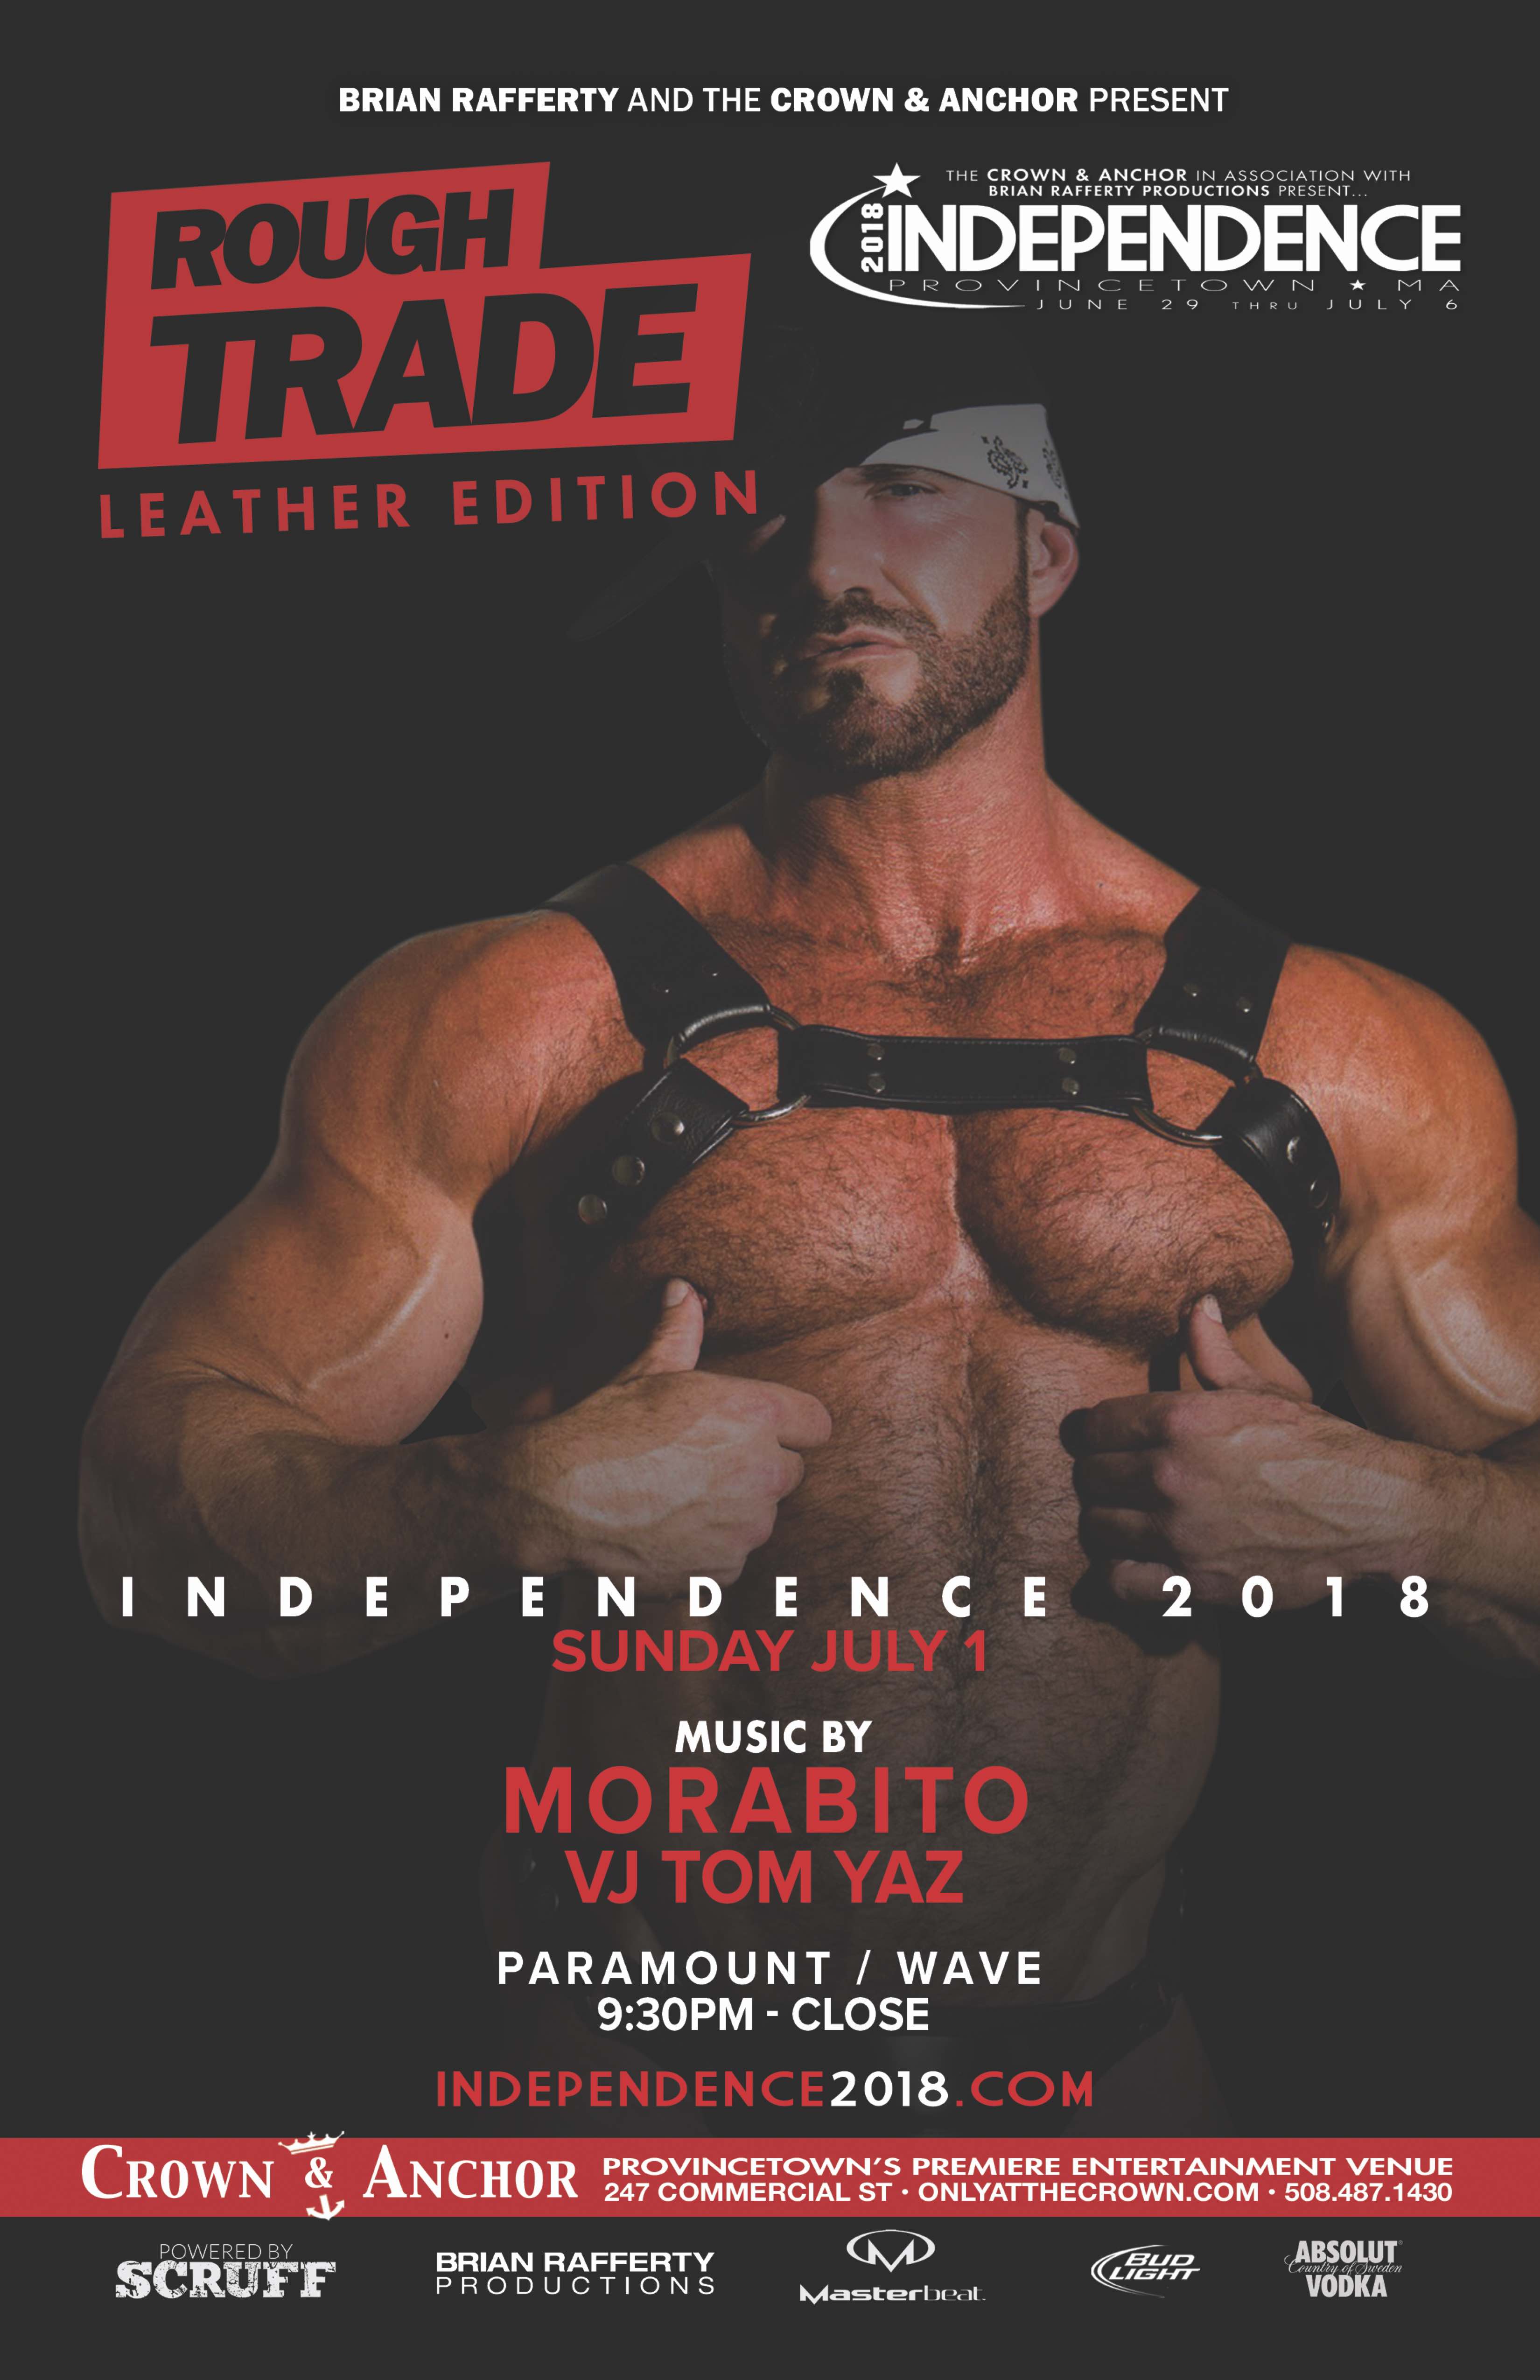 BRIAN RAFFERTY AND THE CROWN & ANCHOR PRESENT
ROUGH
TRADE
LEATHER EDITION
THE CROWN & ANCHOR IN ASSOCIATION WITH
BRIAN RAFFERTY PRODUCTIONS PRESENT...
2018
INDEPENDENCE
PROVINCETOWN ★ MA
JUNE 29 THRU JULY 6
INDEPENDENCE 2018
SUNDAY JULY 1
MUSIC BY
MORABITO
VJ TOM YAZ
PARAMOUNT / WAVE
9:30PM - CLOSE
INDEPENDENCE2018.COM
CROWN & ANCHOR
PROVINCETOWN'S PREMIERE ENTERTAINMENT VENUE
247 COMMERCIAL ST • ONLYATTHECROWN.COM • 508.487.1430
POWERED BY
SCRUFF
BRIAN RAFFERTY
PRODUCTIONS
M
Masterbeat.
BUD
LIGHT
ABSOLUT
Country of Sweden
VODKA